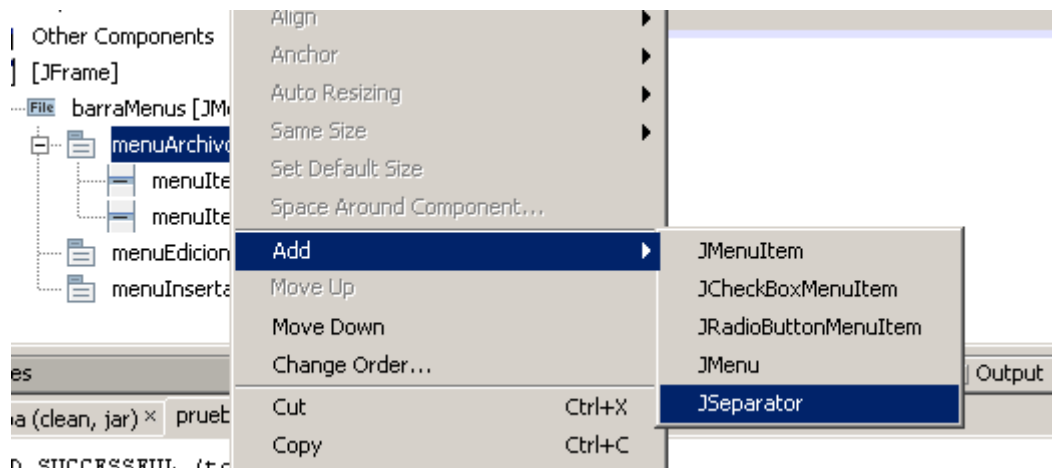 Other Components
[JFrame]
File barraMenus [JM
menuArchivo
menuIte
menuIte
menuEdicion
menuInserta
Align
Anchor
Auto Resizing
Same Size
Set Default Size
Space Around Component...
Add
Move Up
Move Down
Change Order...
Cut Ctrl+X
Copy Ctrl+C
JMenuItem
JCheckBoxMenuItem
JRadioButtonMenuItem
JMenu
JSeparator
es
Output
a (clean, jar) ×
prueb
D SUCCESSFUL